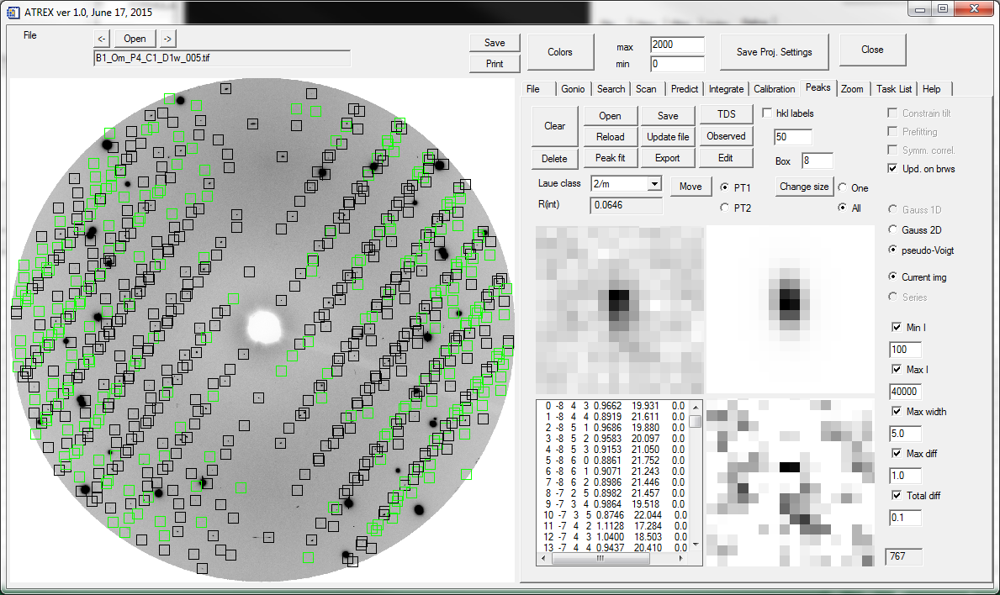 ATREX ver 1.0, June 17, 2015
File
<- Open ->
B1_Om_P4_C1_D1w_005.tif
Save
Print
Colors
max 2000
min 0
Save Proj. Settings
Close
File Gonio Search Scan Predict Integrate Calibration Peaks Zoom Task List Help
Clear
Delete
Open Save TDS
Reload Update file Observed
Peak fit Export Edit
hkl labels
50
Box 8
Laue class 2/m
R(int) 0.0646
Move
PT1
PT2
Change size
One
All
Constrain tilt
Prefitting
Symm. correl.
Upd. on brws
Gauss 1D
Gauss 2D
pseudo-Voigt
Current img
Series
Min I
100
Max I
40000
Max width
5.0
Max diff
1.0
Total diff
0.1
767
0 -8 4 3 0.9662 19.931 0.0
1 -8 4 4 0.8919 21.611 0.0
2 -8 5 1 0.9686 19.880 0.0
3 -8 5 2 0.9583 20.097 0.0
4 -8 5 3 0.9153 21.050 0.0
5 -8 6 0 0.8861 21.752 0.0
6 -8 6 1 0.9071 21.243 0.0
7 -8 6 2 0.8986 21.446 0.0
8 -7 2 5 0.8982 21.457 0.0
9 -7 3 4 0.9864 19.518 0.0
10 -7 3 5 0.8746 22.044 0.0
11 -7 4 2 1.1128 17.284 0.0
12 -7 4 3 1.0400 18.503 0.0
13 -7 4 4 0.9437 20.410 0.0